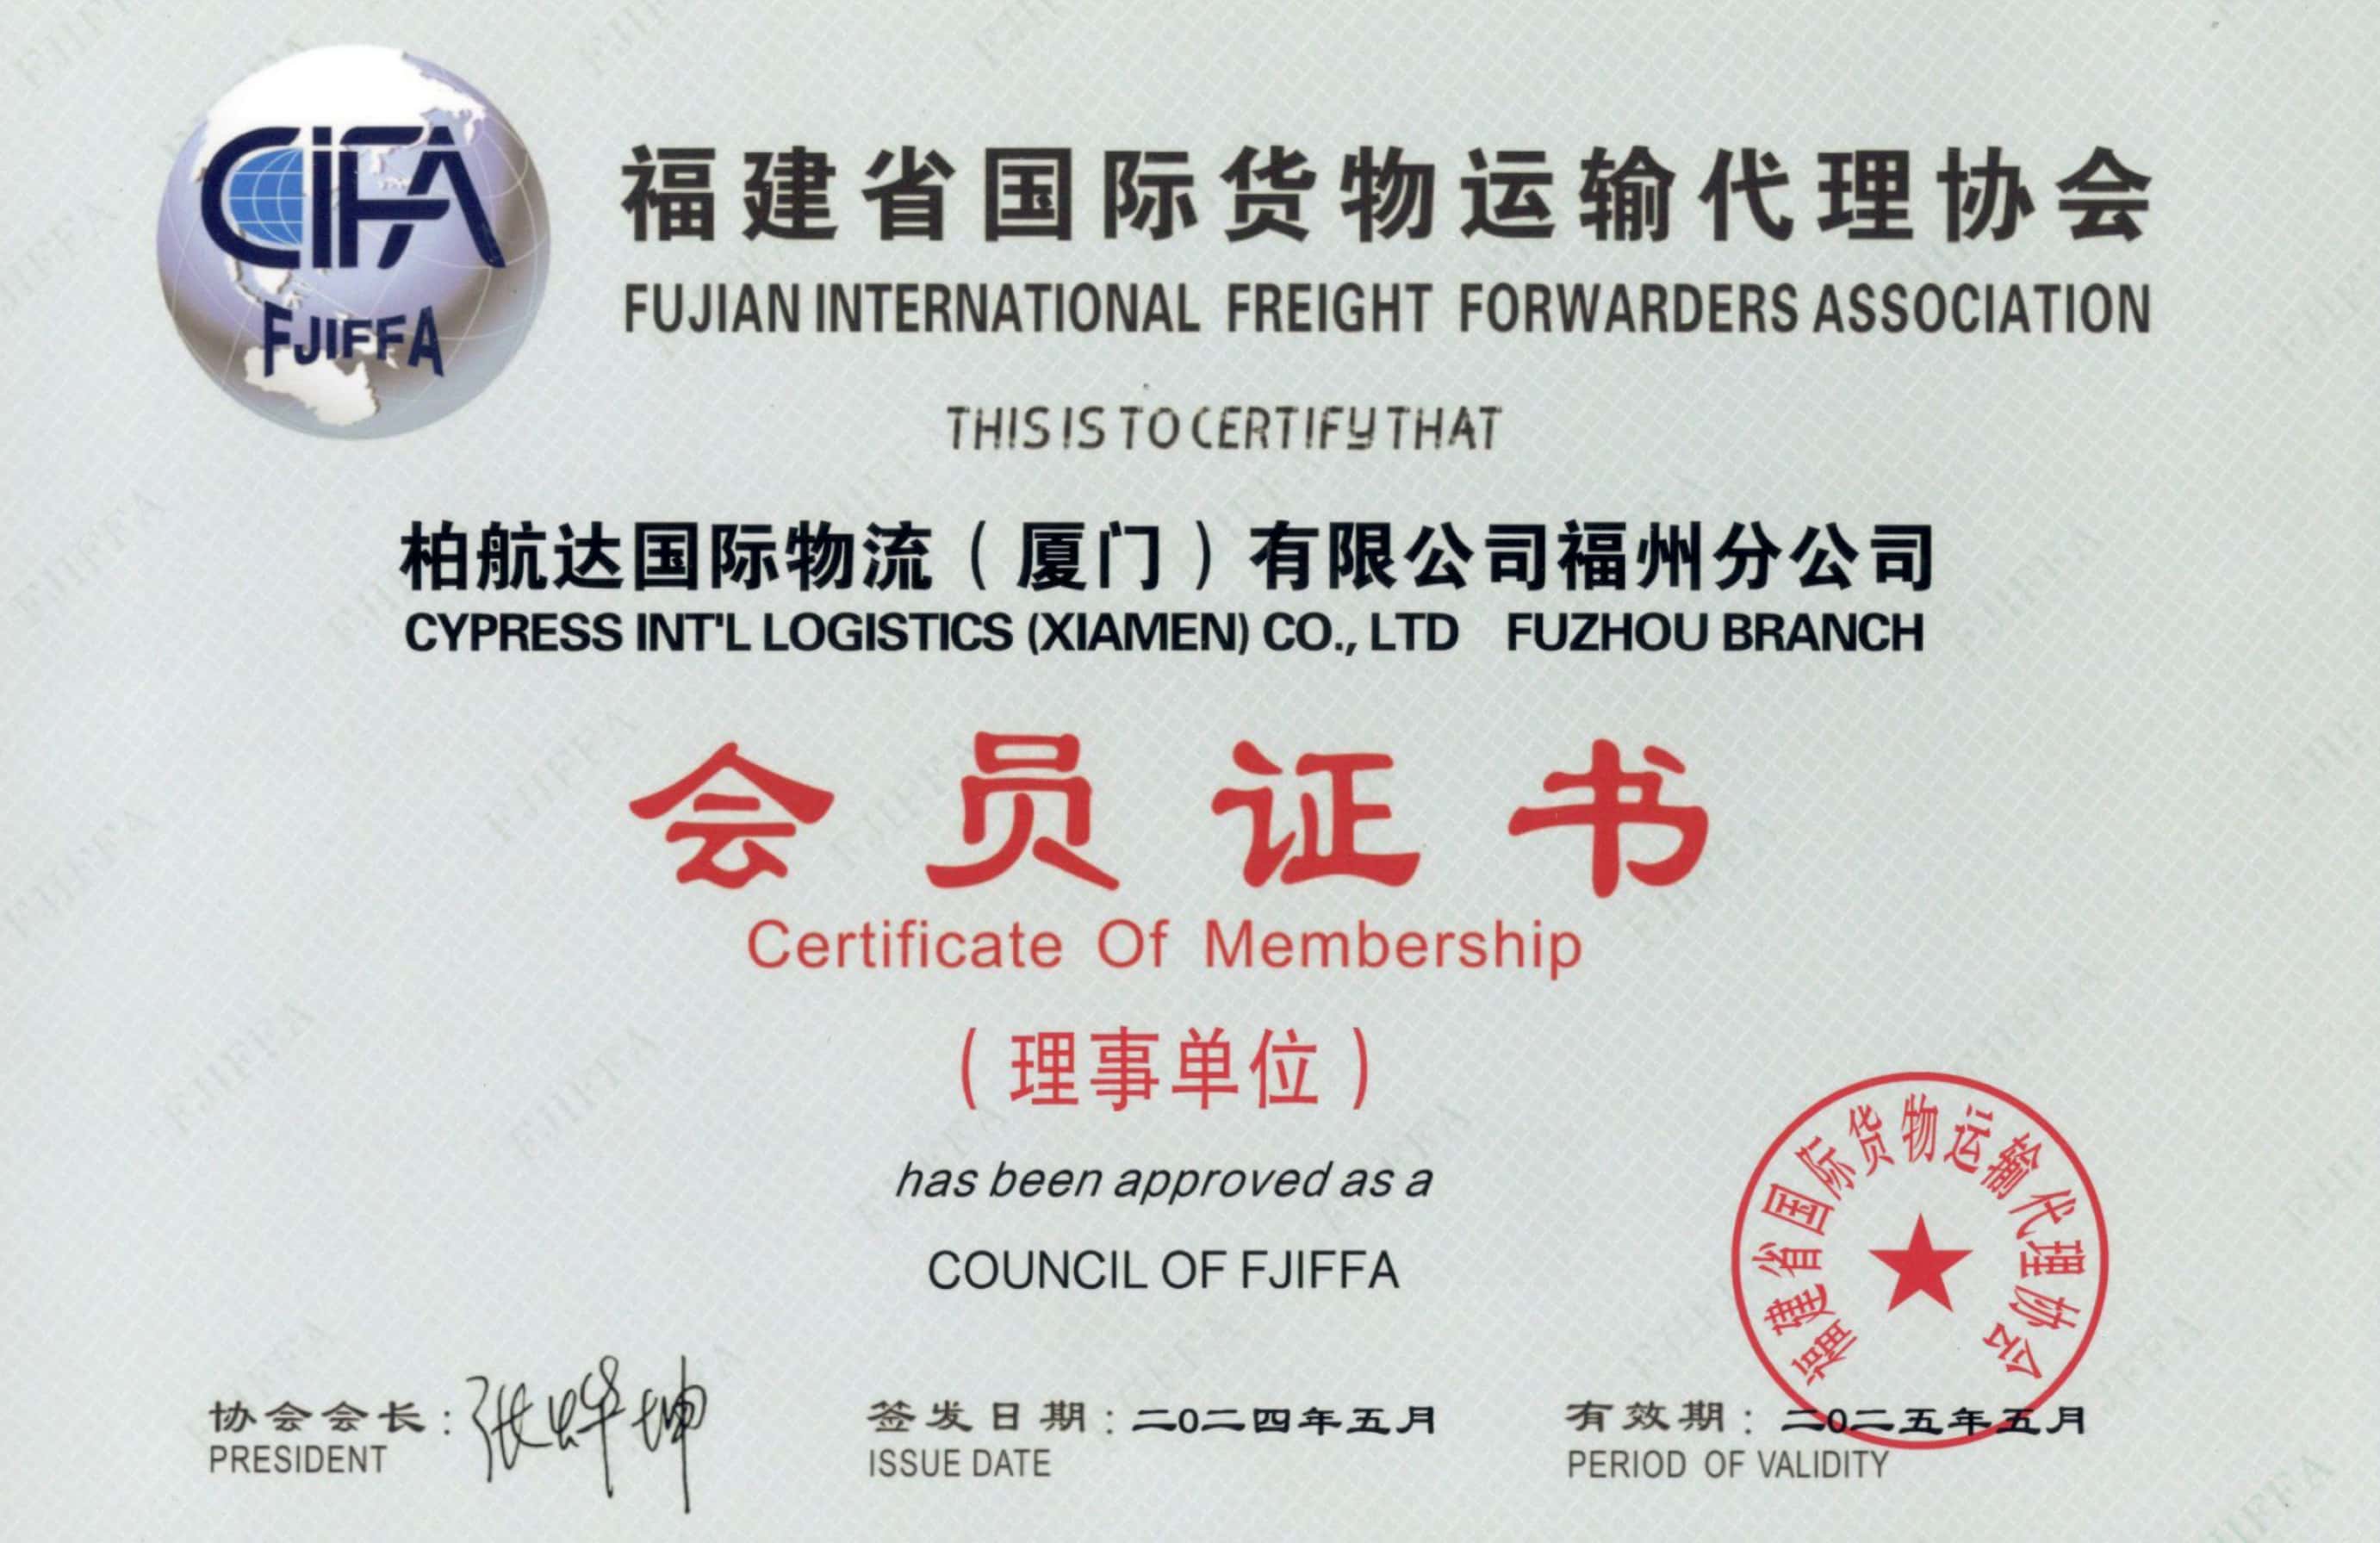 CIFA
FJIFFA
福建省国际货物运输代理协会
FUJIAN INTERNATIONAL FREIGHT FORWARDERS ASSOCIATION
THIS IS TO CERTIFY THAT
柏航达国际物流（厦门）有限公司福州分公司
CYPRESS INT'L LOGISTICS (XIAMEN) CO., LTD FUZHOU BRANCH
会员证书
Certificate Of Membership
（理事单位）
has been approved as a
COUNCIL OF FJIFFA
福建省国际货物运输代理协会
协会会长：
PRESIDENT
签发日期：二0二四年五月
ISSUE DATE
有效期：二0二五年五月
PERIOD OF VALIDITY